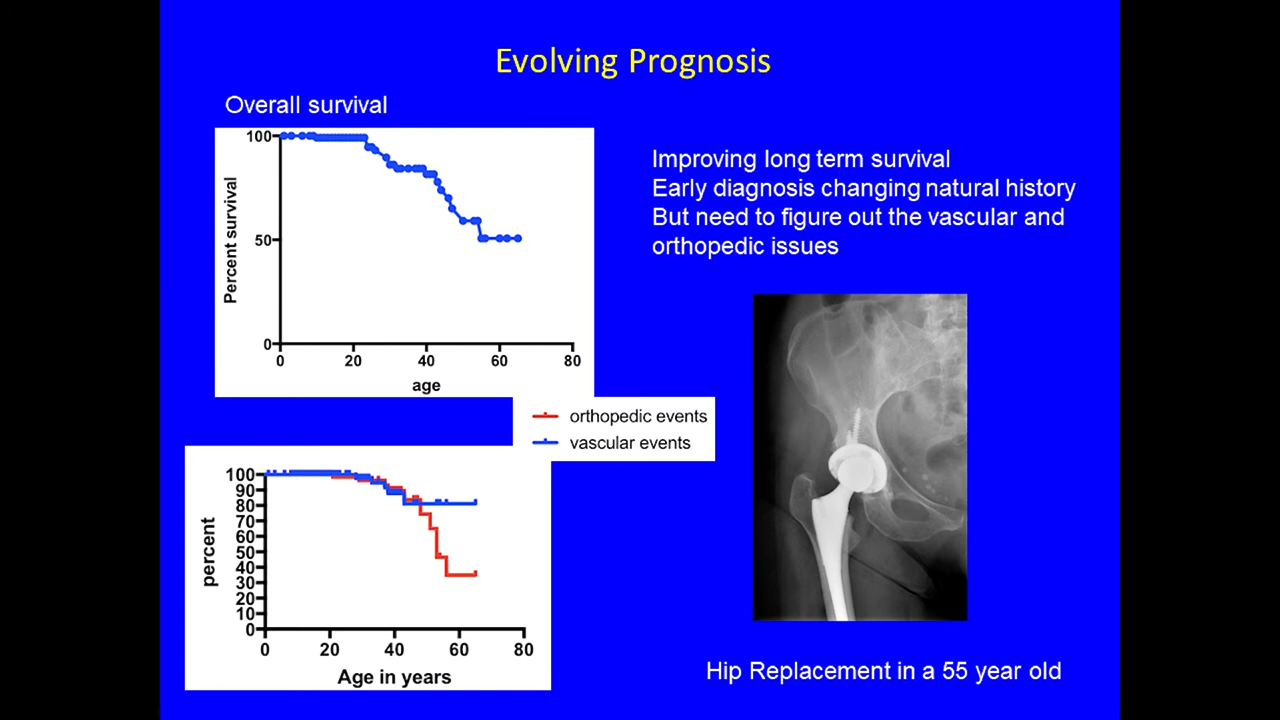 Evolving Prognosis
Overall survival
Percent survival
100
50
0
0 20 40 60 80
age
Improving long term survival
Early diagnosis changing natural history
But need to figure out the vascular and
orthopedic issues
orthopedic events
vascular events
percent
100
90
80
70
60
50
40
30
20
10
0
0 20 40 60 80
Age in years
Hip Replacement in a 55 year old